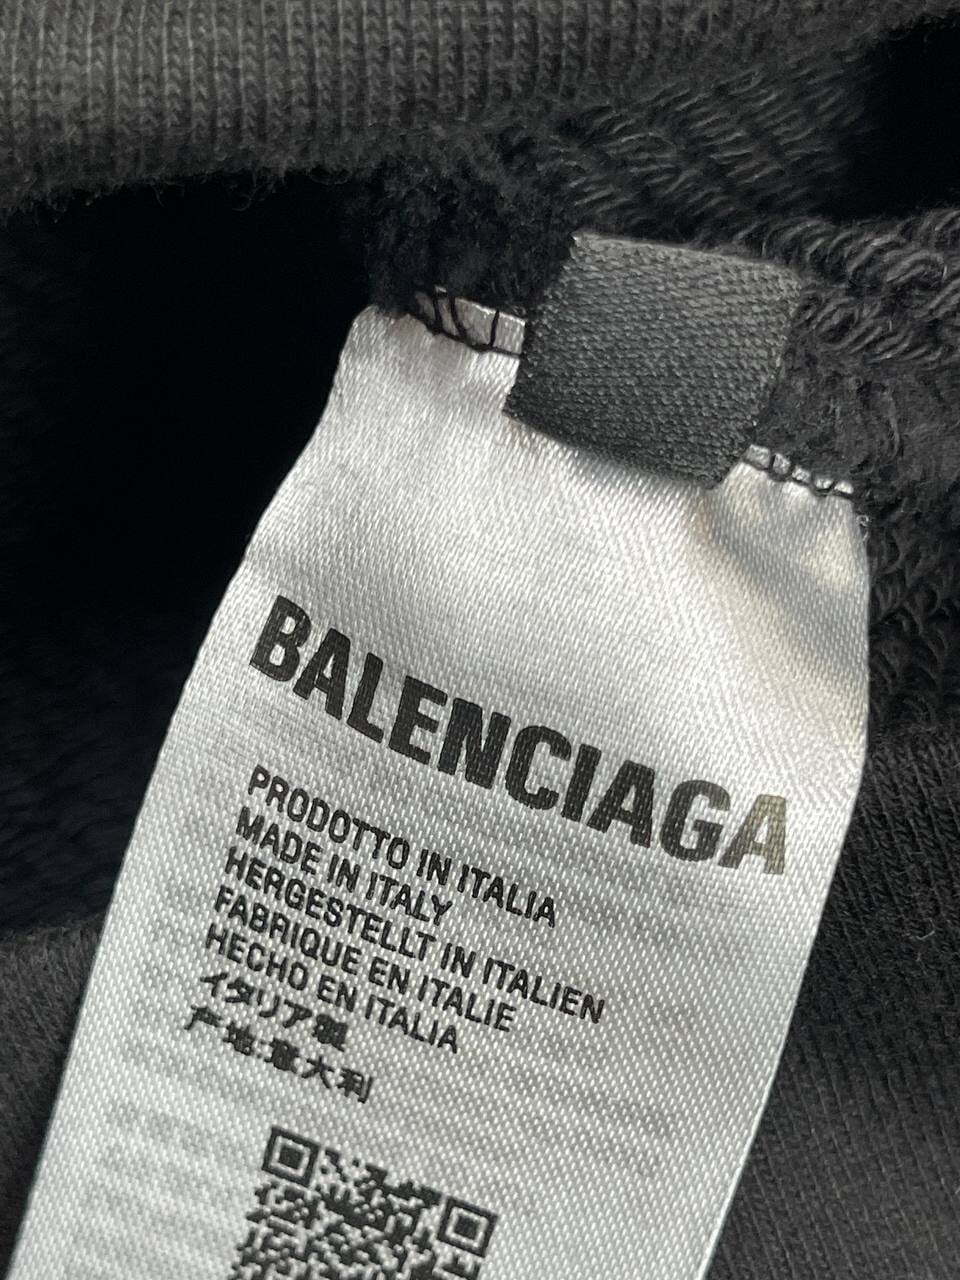 BALENCIAGA
PRODOTTO IN ITALIA
MADE IN ITALY
HERGESTELLT IN ITALIEN
FABRIQUE EN ITALIE
HECHO EN ITALIA
イタリア製
产地:意大利